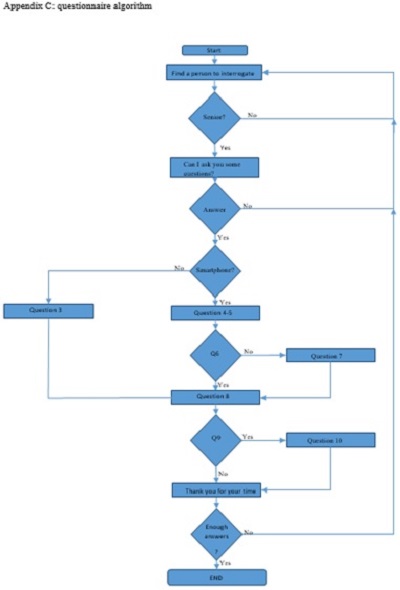 Appendix C: questionnaire algorithm
Start
Find a person to interrogate
Senior?
No
Yes
Can I ask you some
questions?
Answer
No
Yes
Smartphone?
No
Yes
Question 3
Question 4-5
Q6
No
Question 7
Yes
Question 8
Q9
Yes
Question 10
No
Thank you for your time
Enough
answers
?
No
Yes
END